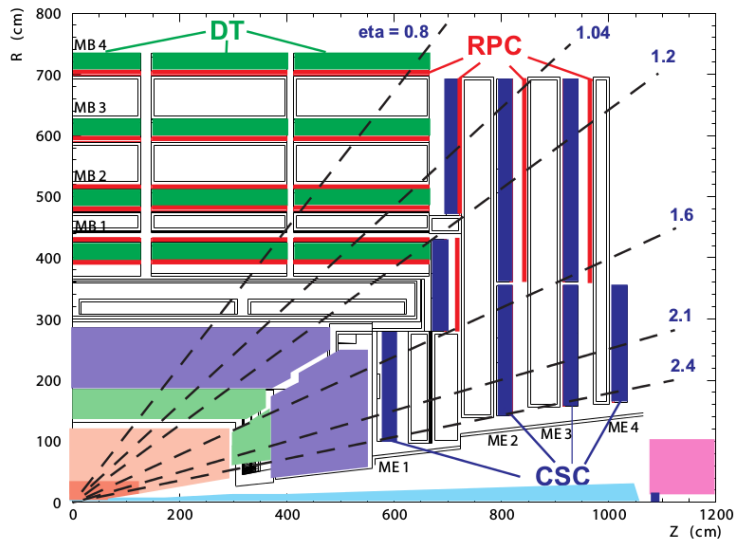 R (cm)
800
700
600
500
400
300
200
100
0
MB 4
MB 3
MB 2
MB 1
DT
eta = 0.8
RPC
1.04
1.2
1.6
2.1
2.4
ME 1
ME 2
ME 3
ME 4
CSC
0
200
400
600
800
1000
1200
Z (cm)